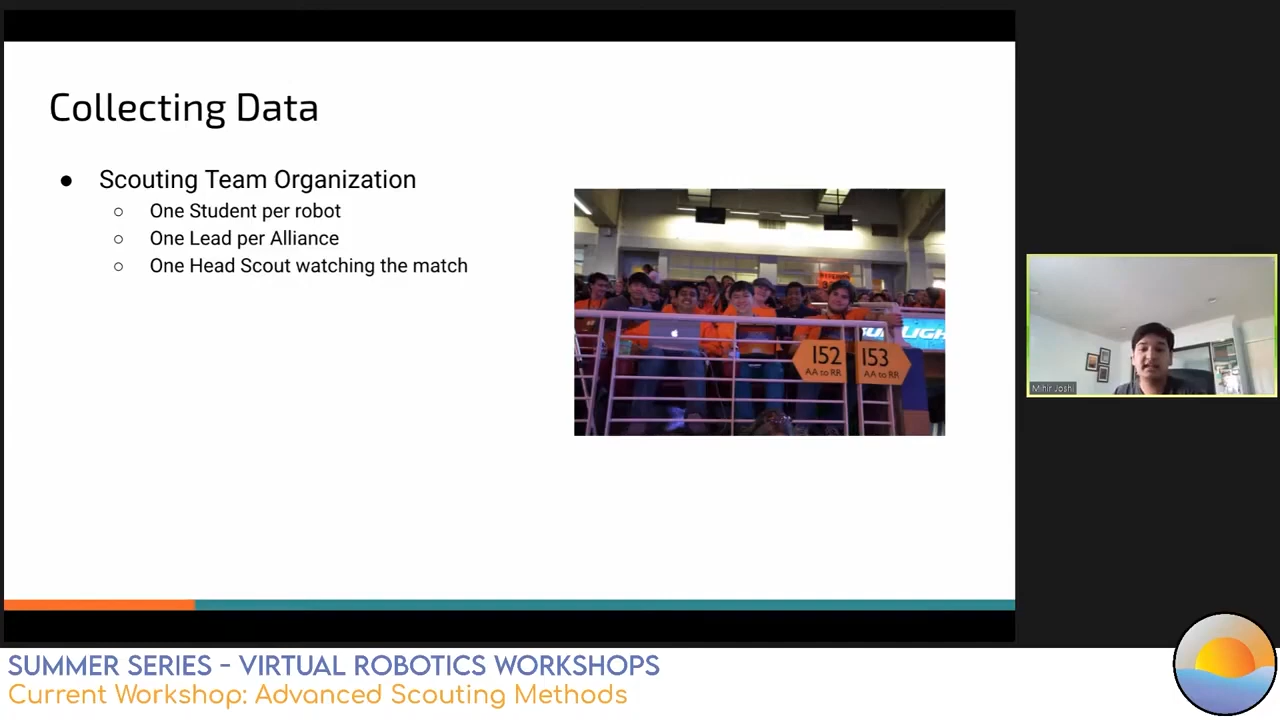 Collecting Data
● Scouting Team Organization
○ One Student per robot
○ One Lead per Alliance
○ One Head Scout watching the match
152
AA to RR
153
AA to RR
Mihir Joshi
SUMMER SERIES - VIRTUAL ROBOTICS WORKSHOPS
Current Workshop: Advanced Scouting Methods